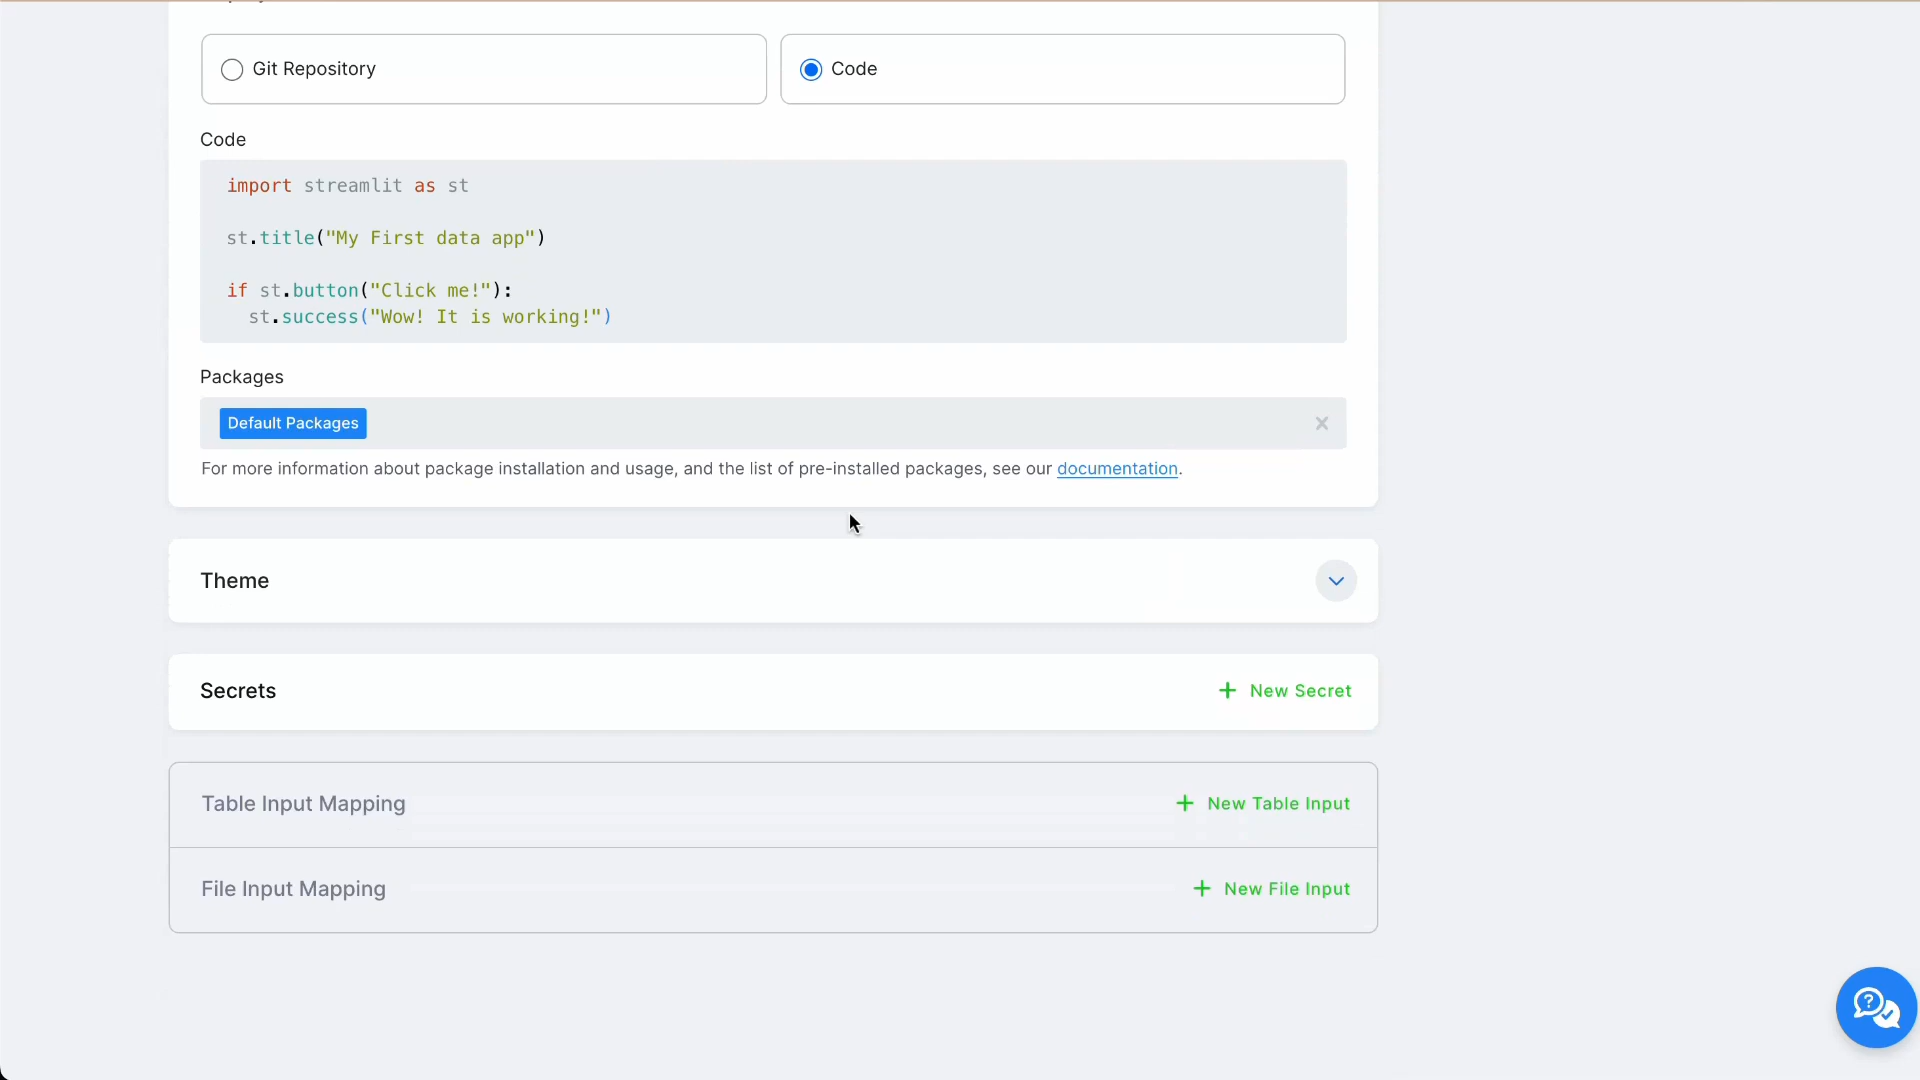 Git Repository
Code
Code
import streamlit as st
st.title("My First data app")
if st.button("Click me!"):
st.success("Wow! It is working!")
Packages
Default Packages
For more information about package installation and usage, and the list of pre-installed packages, see our documentation.
Theme
Secrets
+ New Secret
Table Input Mapping
+ New Table Input
File Input Mapping
+ New File Input